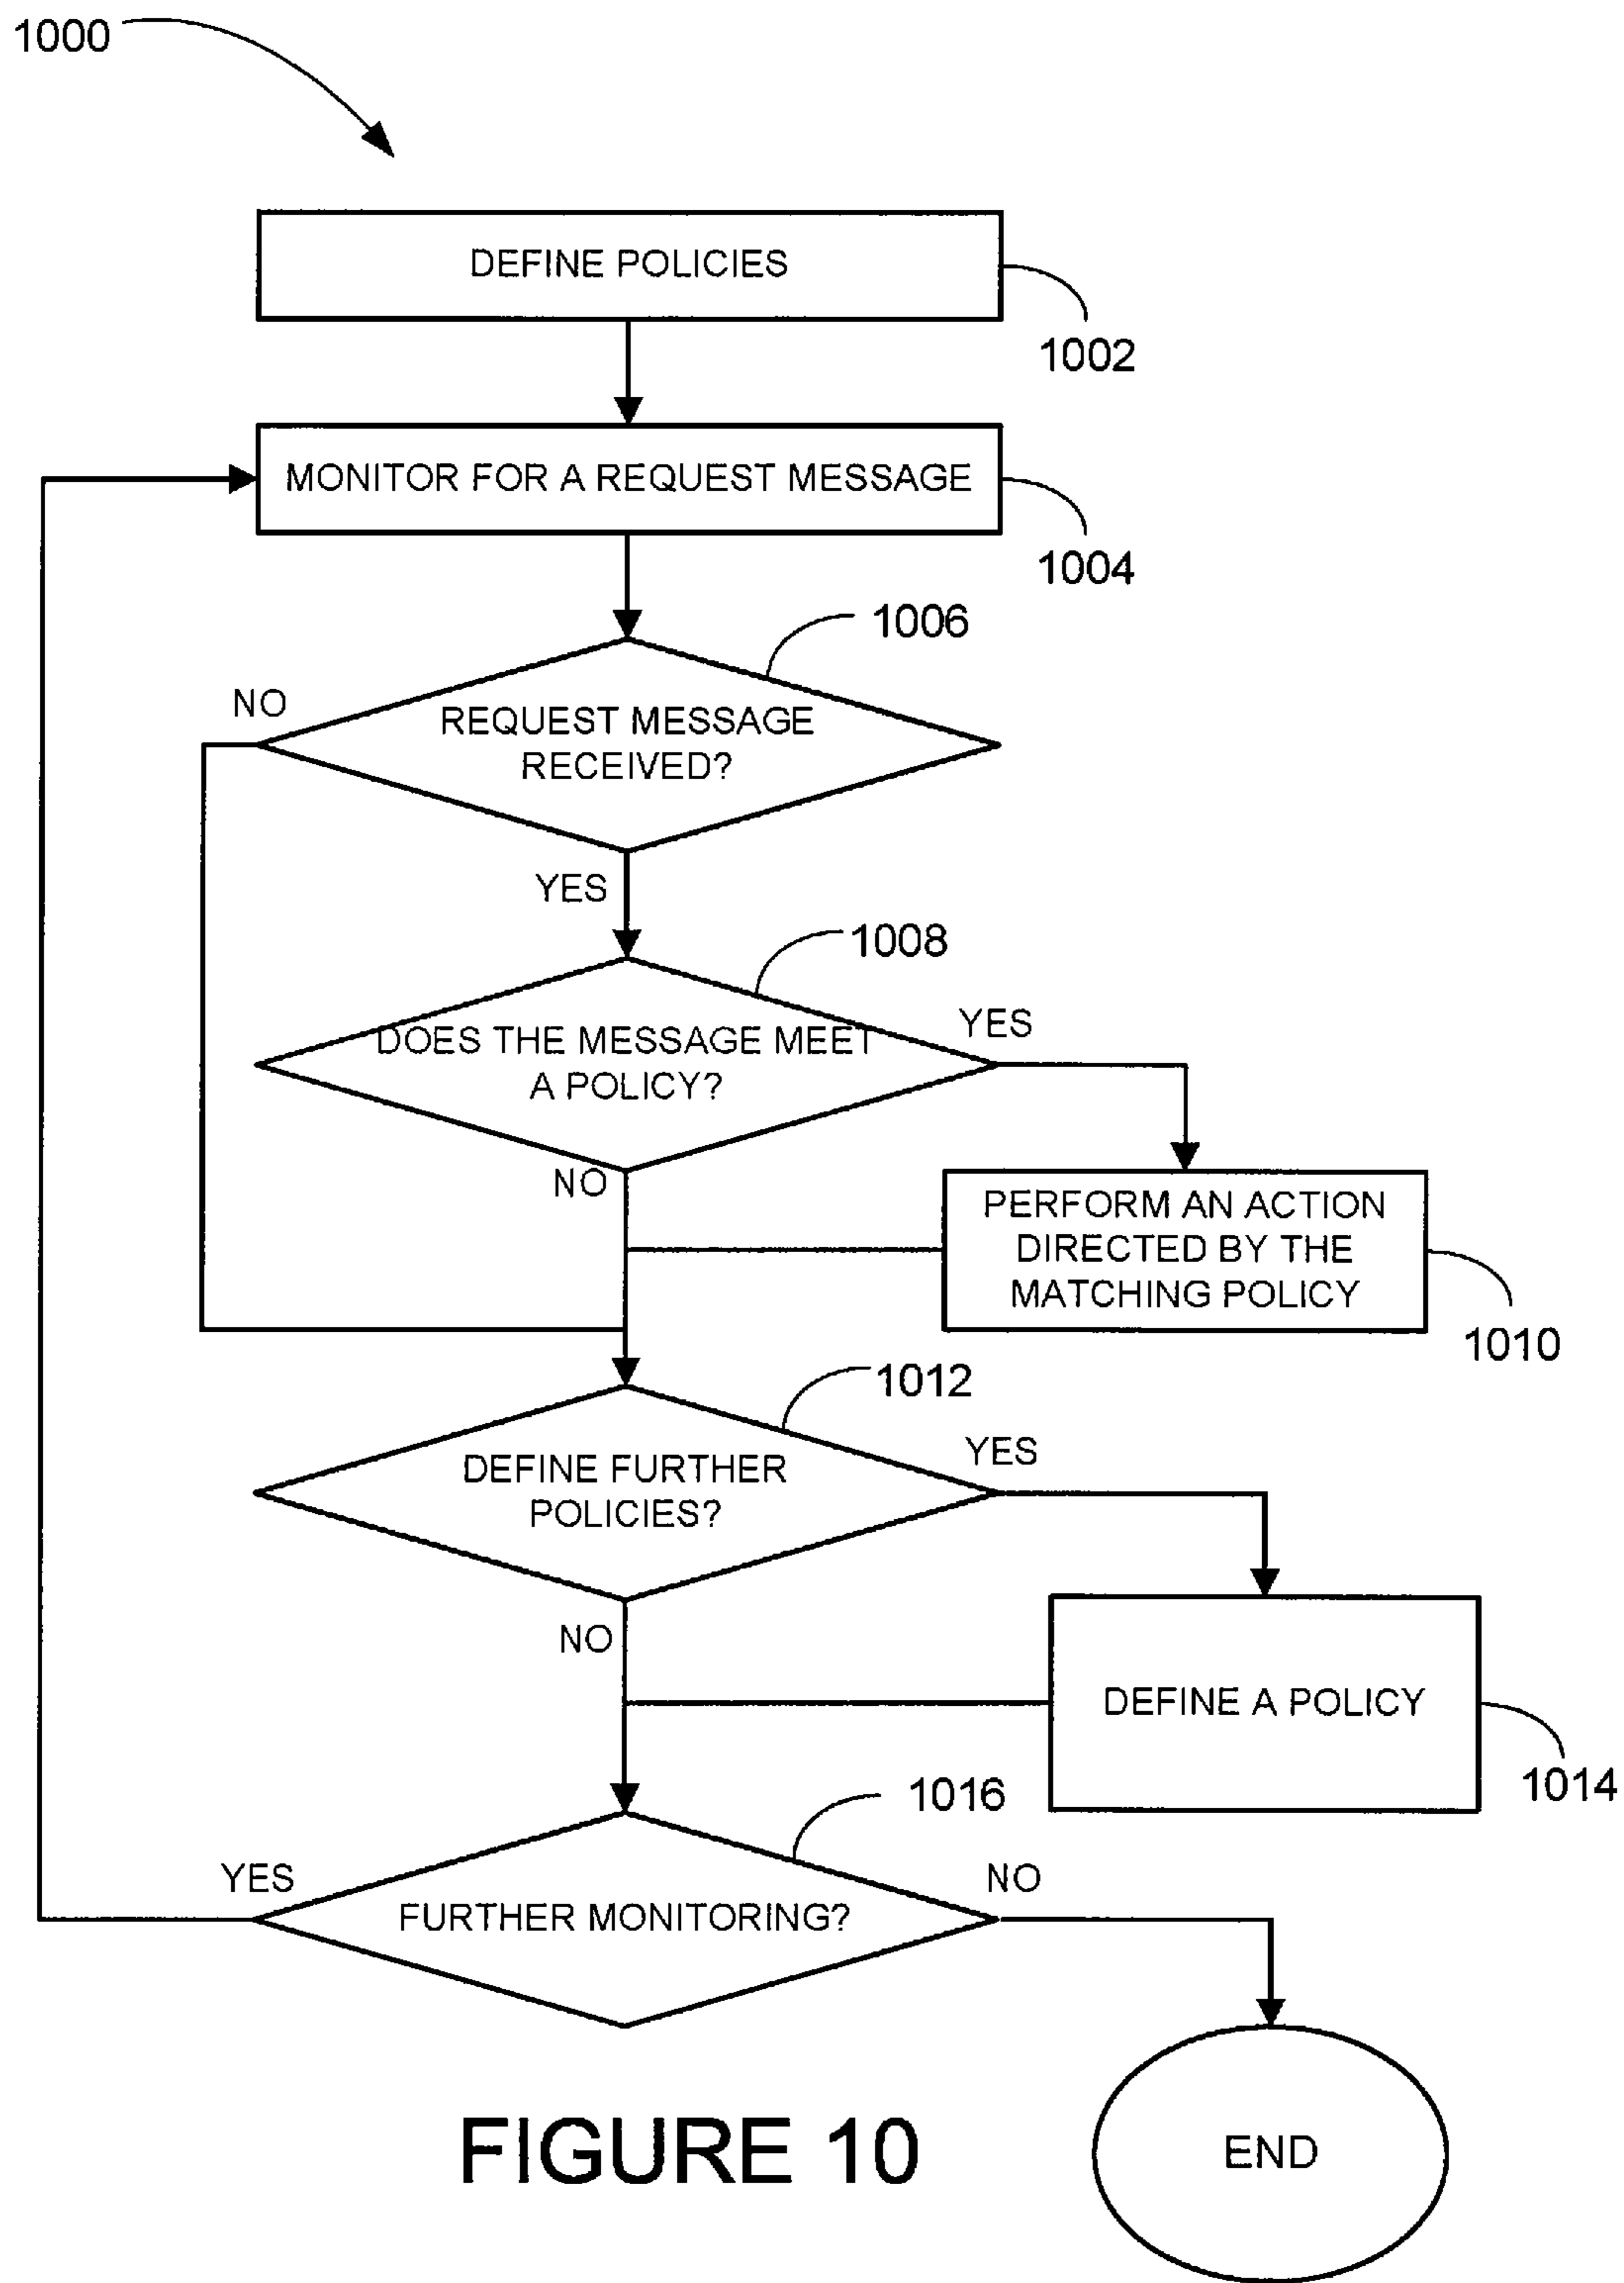 1000
DEFINE POLICIES
1002
MONITOR FOR A REQUEST MESSAGE
1004
1006
NO
REQUEST MESSAGE
RECEIVED?
YES
1008
YES
DOES THE MESSAGE MEET
A POLICY?
NO
PERFORM AN ACTION
DIRECTED BY THE
MATCHING POLICY
1010
1012
YES
DEFINE FURTHER
POLICIES?
NO
DEFINE A POLICY
1014
1016
YES
NO
FURTHER MONITORING?
FIGURE 10
END